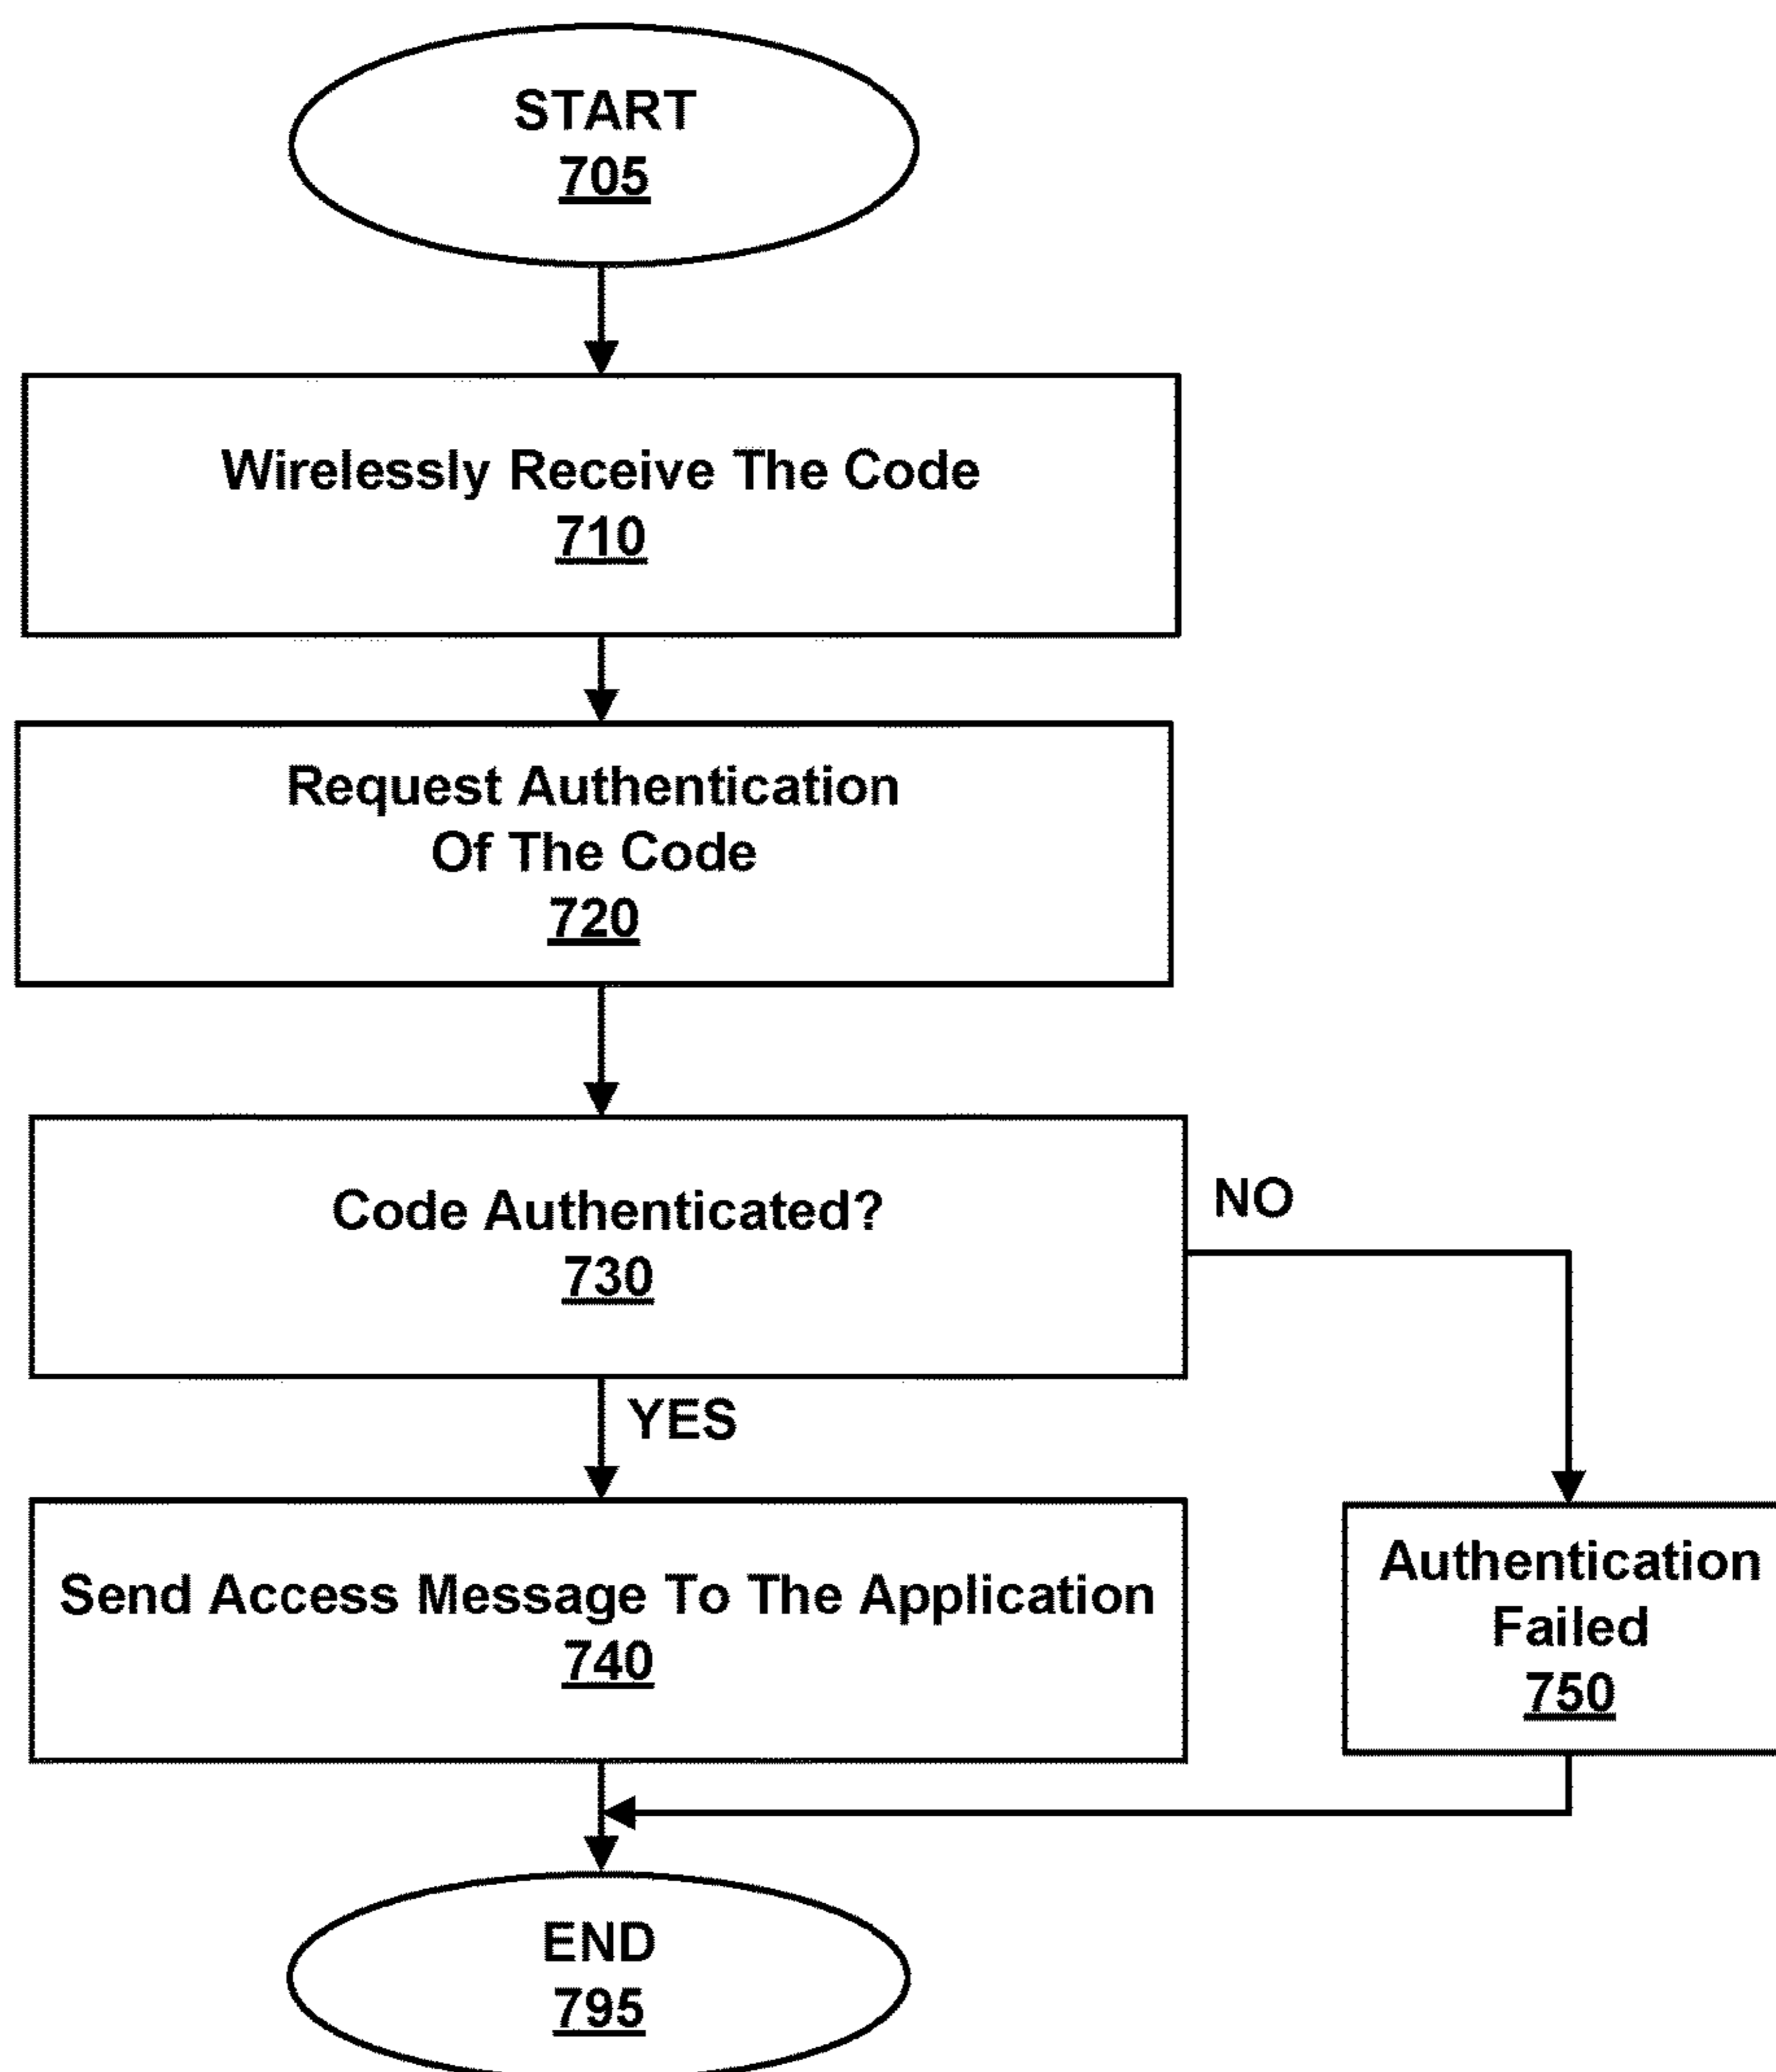 START
705
Wirelessly Receive The Code
710
Request Authentication
Of The Code
720
Code Authenticated?
730
NO
YES
Send Access Message To The Application
740
Authentication
Failed
750
END
795